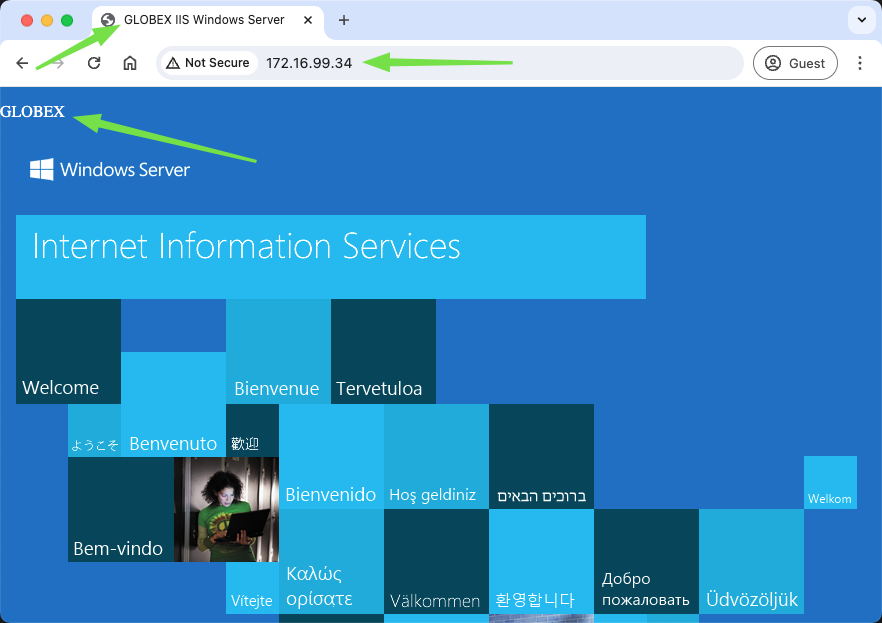 GLOBEX IIS Windows Server
Not Secure
172.16.99.34
Guest
GLOBEX
Windows Server
Internet Information Services
Welcome
Bienvenue
Tervetuloa
ようこそ
Benvenuto
歡迎
Bienvenido
Hoş geldiniz
ברוכים הבאים
Welkom
Bem-vindo
Vítejte
Καλώς
ορίσατε
Välkommen
환영합니다
Добро
пожаловать
Üdvözöljük